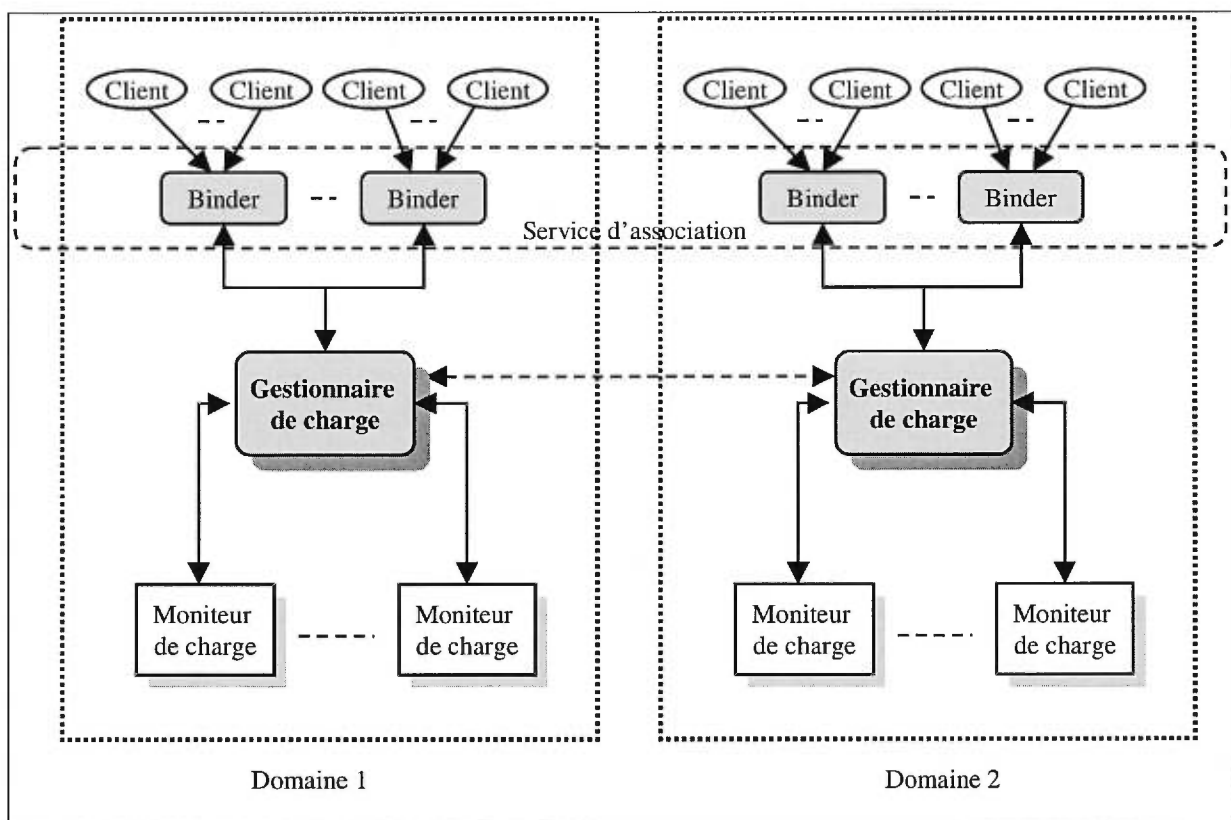 Client Client Client Client Client Client Client Client
Binder Binder Binder Binder
Service d'association
Gestionnaire Gestionnaire
de charge de charge
Moniteur Moniteur Moniteur Moniteur
de charge de charge de charge de charge
Domaine 1 Domaine 2